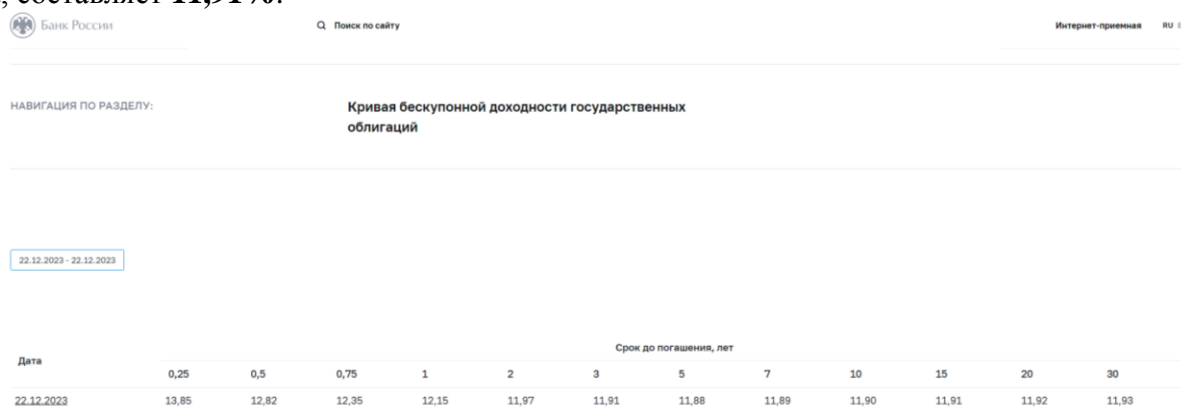 составляет 11,91%.
Банк России Поиск по сайту Интернет-приемная RU
НАВИГАЦИЯ ПО РАЗДЕЛУ: Кривая бескупонной доходности государственных
облигаций
22.12.2023 - 22.12.2023
Срок до погашения, лет
Дата
0,25 0,5 0,75 1 2 3 5 7 10 15 20 30
22.12.2023 13,85 12,82 12,35 12,15 11,97 11,91 11,88 11,89 11,90 11,91 11,92 11,93